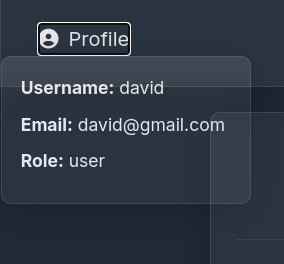 Profile
Username: david
Email: david@gmail.com
Role: user